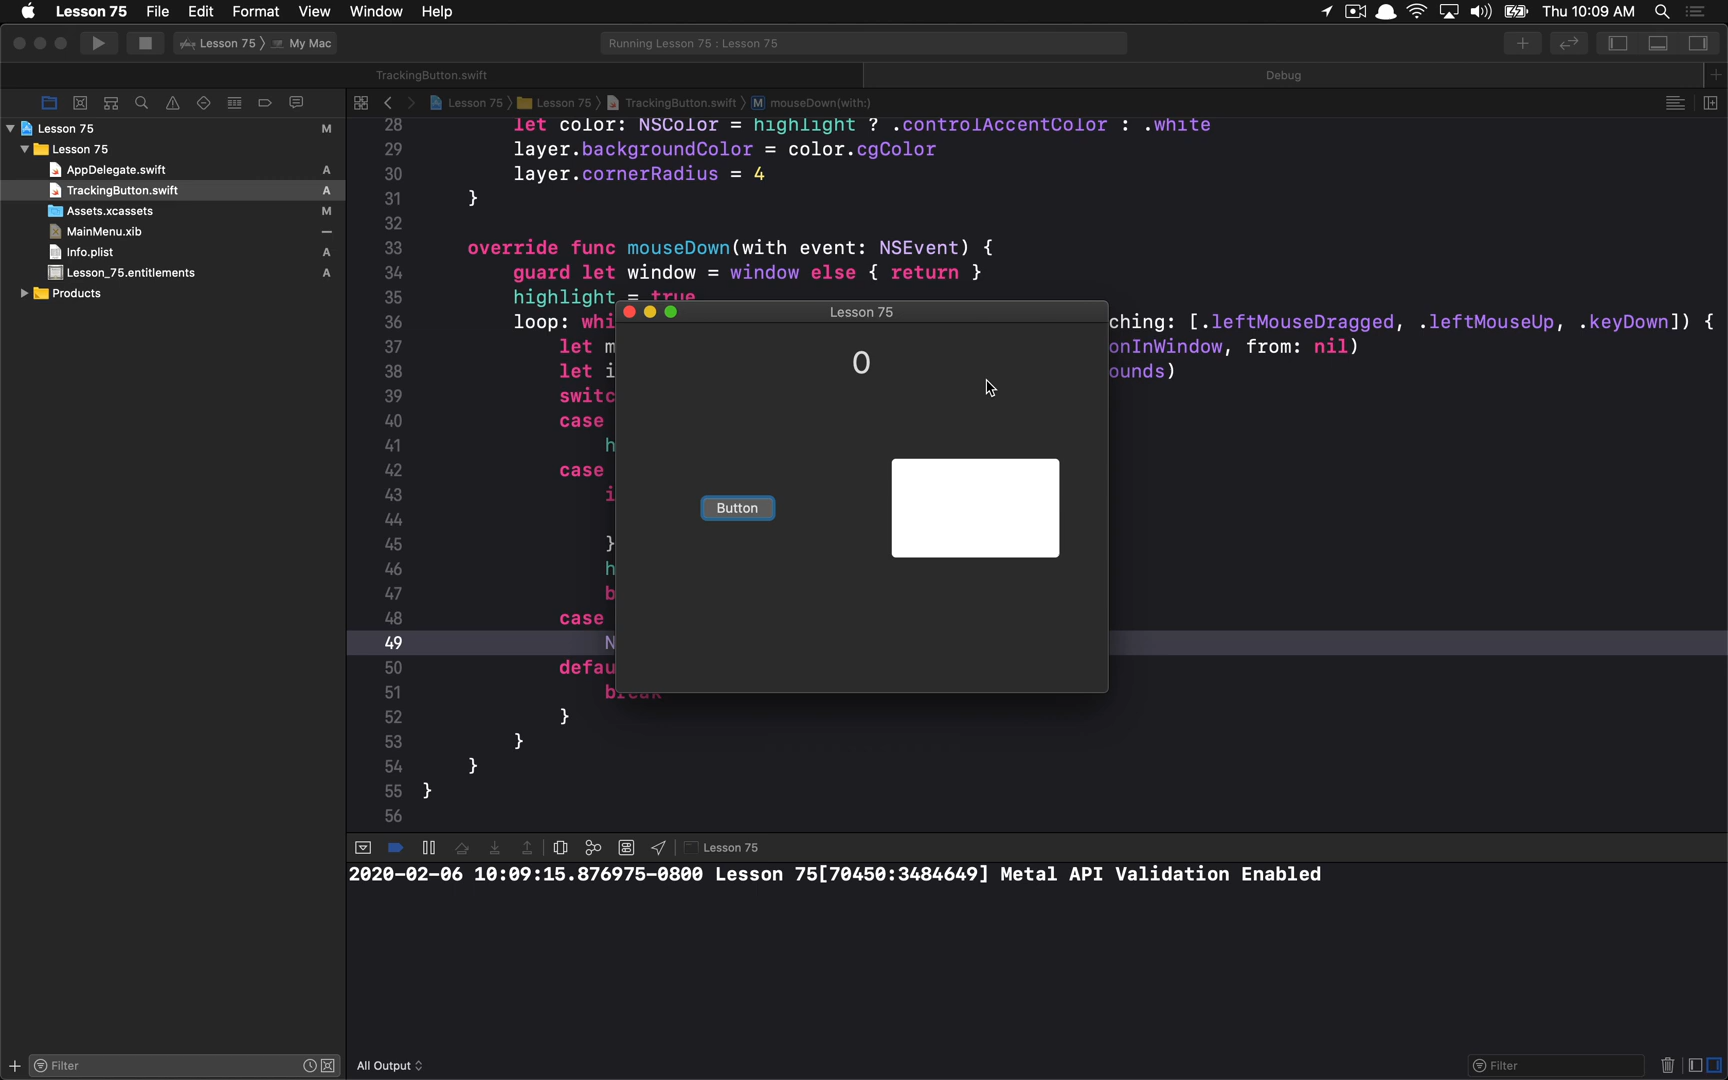 Lesson 75 File Edit Format View Window Help Thu 10:09 AM
Lesson 75 My Mac Running Lesson 75 : Lesson 75
TrackingButton.swift Debug
Lesson 75 Lesson 75 TrackingButton.swift M mouseDown(with:)
Lesson 75 M
Lesson 75
AppDelegate.swift A
TrackingButton.swift A
Assets.xcassets M
MainMenu.xib
Info.plist A
Lesson_75.entitlements A
Products
28 let color: NSColor = highlight ? .controlAccentColor : .white
29 layer.backgroundColor = color.cgColor
30 layer.cornerRadius = 4
31 }
32
33 override func mouseDown(with event: NSEvent) {
34 guard let window = window else { return }
35 highlight = true
36 loop: whi ching: [.leftMouseDragged, .leftMouseUp, .keyDown]) {
37 let m onInWindow, from: nil)
38 let i ounds)
39 switc
40 case
41 h
42 case
43 i
44
45 }
46 h
47 b
48 case
49 N
50 defau
51 break
52 }
53 }
54 }
55 }
56
Lesson 75
0
Button
Lesson 75
2020-02-06 10:09:15.876975-0800 Lesson 75[70450:3484649] Metal API Validation Enabled
Filter All Output Filter